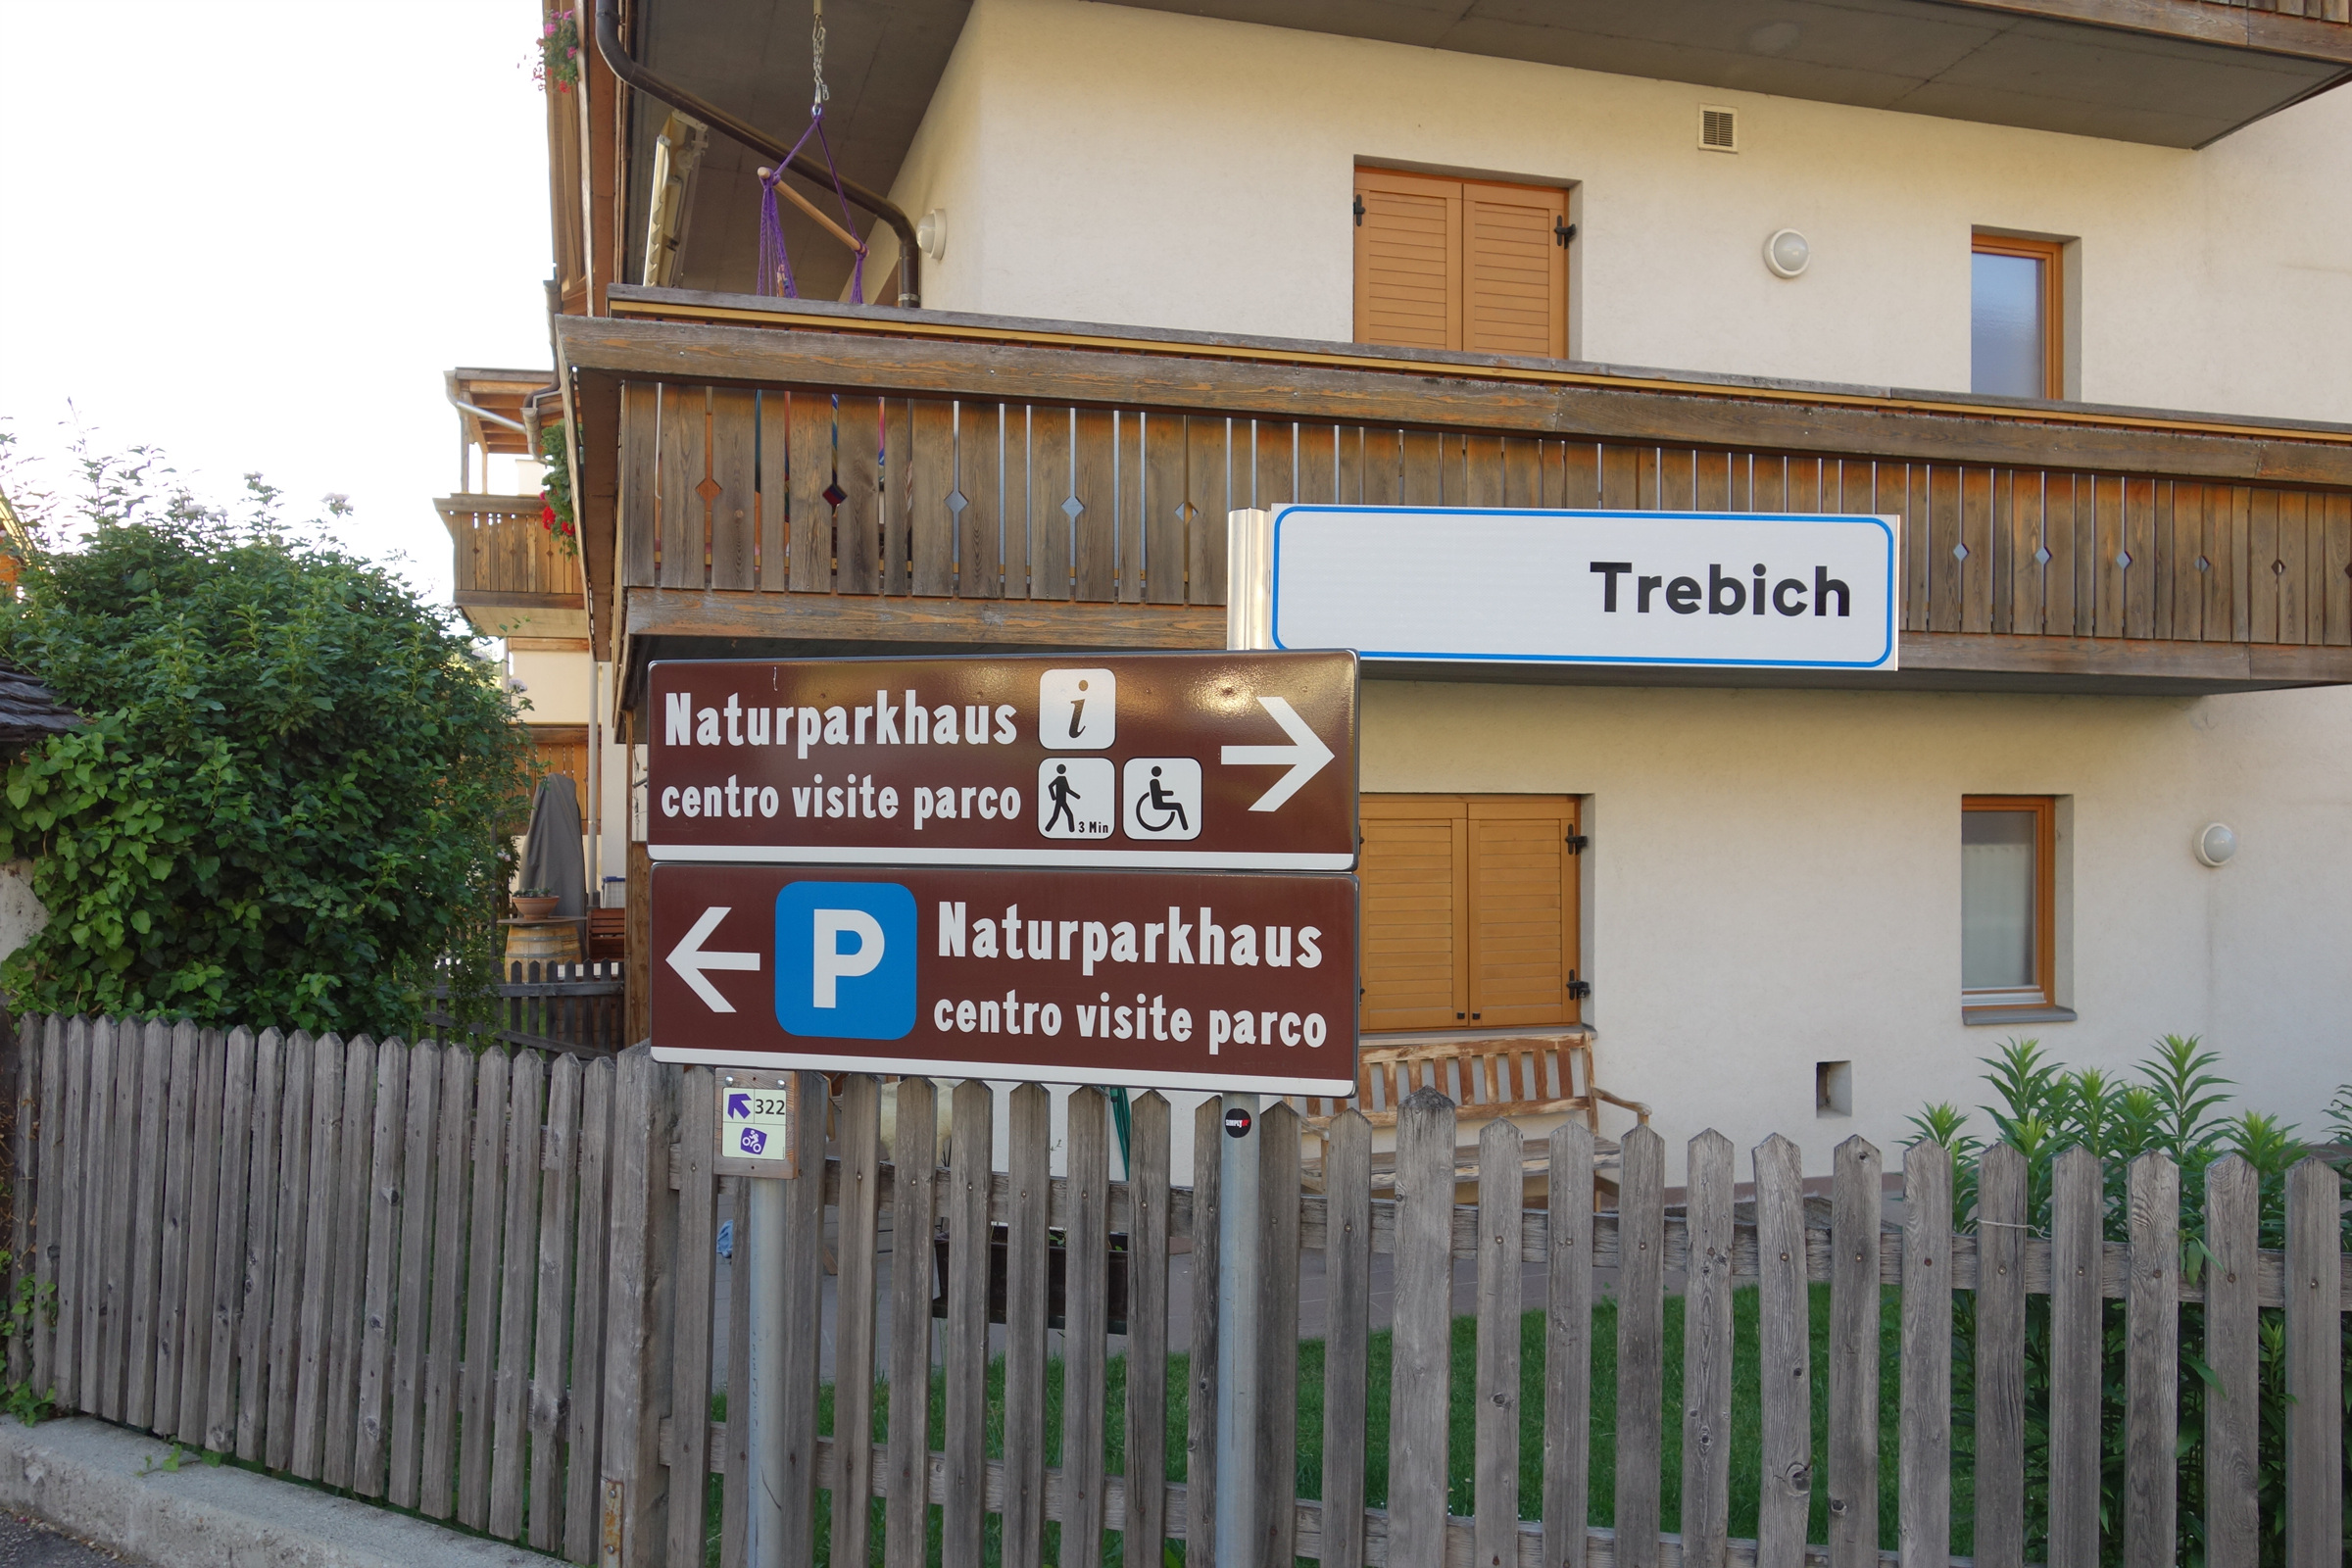 Trebich
Naturparkhaus i
centro visite parco 3 Min
P Naturparkhaus
centro visite parco
322